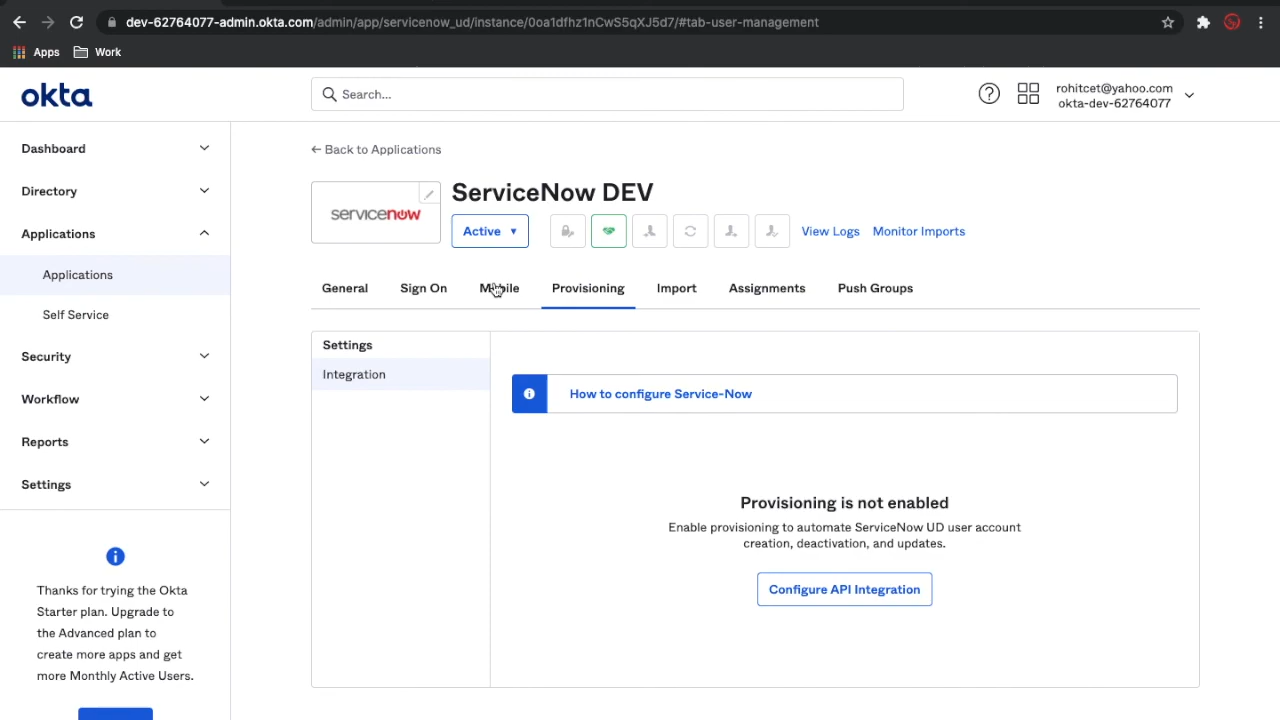 dev-62764077-admin.okta.com/admin/app/servicenow_ud/instance/0oa1dfhz1nCwS5qXJ5d7/#tab-user-management
Apps
Work
okta
Search...
rohitcet@yahoo.com
okta-dev-62764077
Dashboard
Directory
Applications
Applications
Self Service
Security
Workflow
Reports
Settings
Thanks for trying the Okta
Starter plan. Upgrade to
the Advanced plan to
create more apps and get
more Monthly Active Users.
← Back to Applications
servicenow
ServiceNow DEV
Active
View Logs
Monitor Imports
General
Sign On
Mobile
Provisioning
Import
Assignments
Push Groups
Settings
Integration
How to configure Service-Now
Provisioning is not enabled
Enable provisioning to automate ServiceNow UD user account
creation, deactivation, and updates.
Configure API Integration